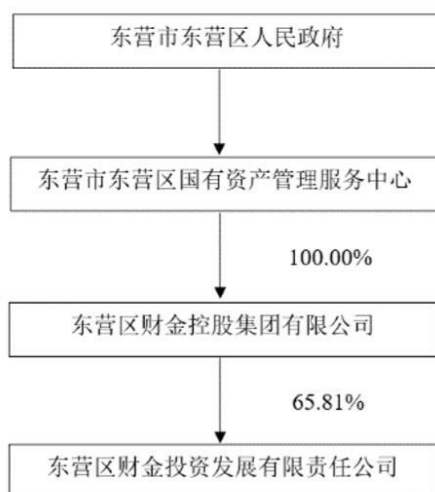 东营市东营区人民政府
东营市东营区国有资产管理服务中心
100.00%
东营区财金控股集团有限公司
65.81%
东营区财金投资发展有限责任公司